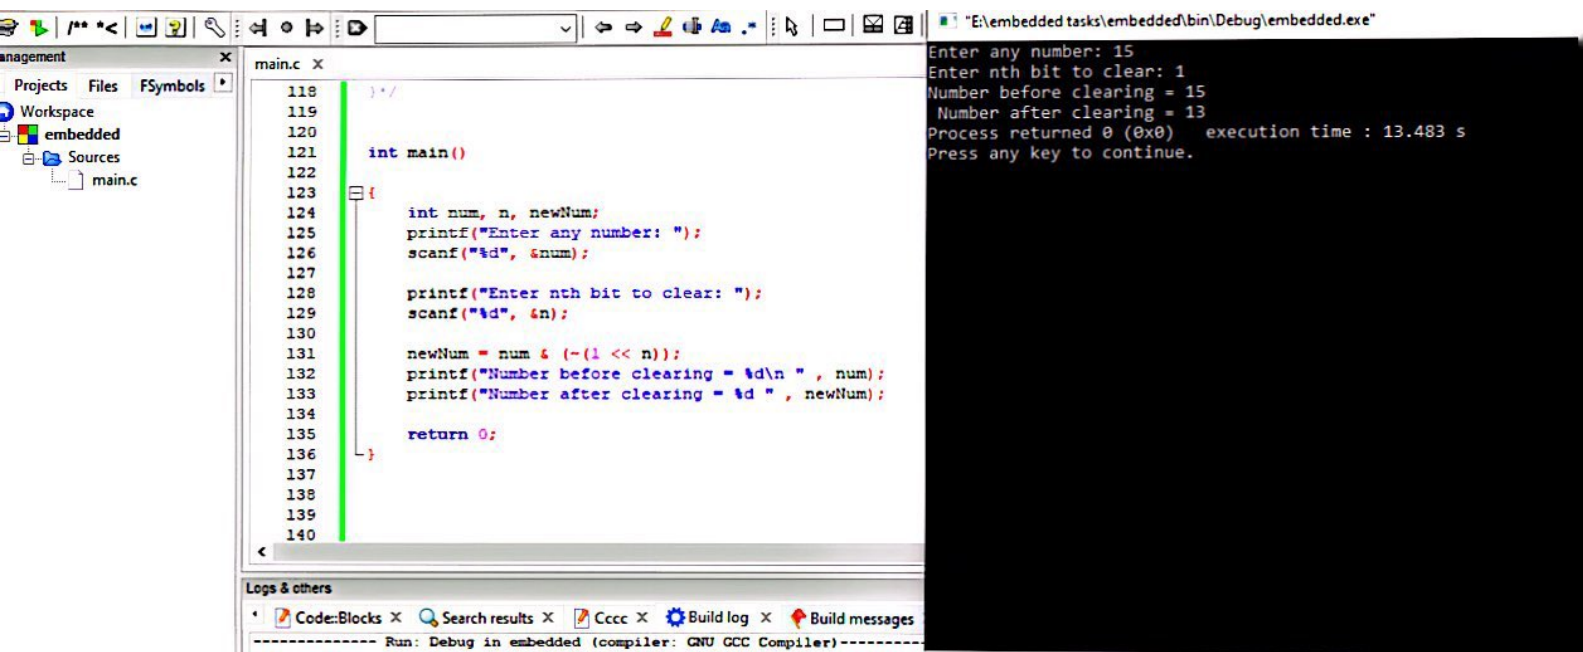 /** *<
"E:\embedded tasks\embedded\bin\Debug\embedded.exe"
anagement X
Projects Files FSymbols
Workspace
embedded
Sources
main.c
main.c X
118 }*/
119
120
121 int main()
122
123 {
124 int num, n, newNum;
125 printf("Enter any number: ");
126 scanf("%d", &num);
127
128 printf("Enter nth bit to clear: ");
129 scanf("%d", &n);
130
131 newNum = num & (~(1 << n));
132 printf("Number before clearing = %d\n " , num);
133 printf("Number after clearing = %d " , newNum);
134
135 return 0;
136 }
137
138
139
140
Logs & others
Code::Blocks X Search results X Cccc X Build log X Build messages
-------------- Run: Debug in embedded (compiler: GNU GCC Compiler)----------
Enter any number: 15
Enter nth bit to clear: 1
Number before clearing = 15
Number after clearing = 13
Process returned 0 (0x0) execution time : 13.483 s
Press any key to continue.